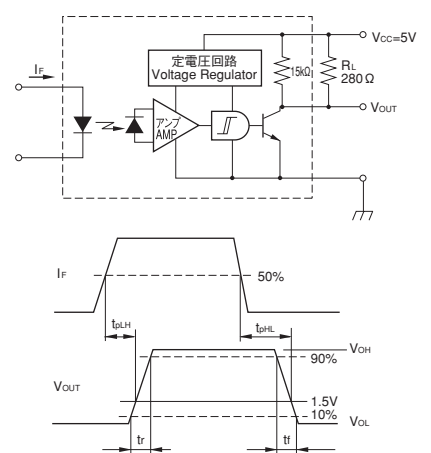 IF
定電圧回路
Voltage Regulator
15kΩ
RL
280Ω
VCC=5V
VOUT
アンプ
AMP
IF
50%
tpLH
tpHL
VOH
90%
VOUT
1.5V
10%
VOL
tr
tf